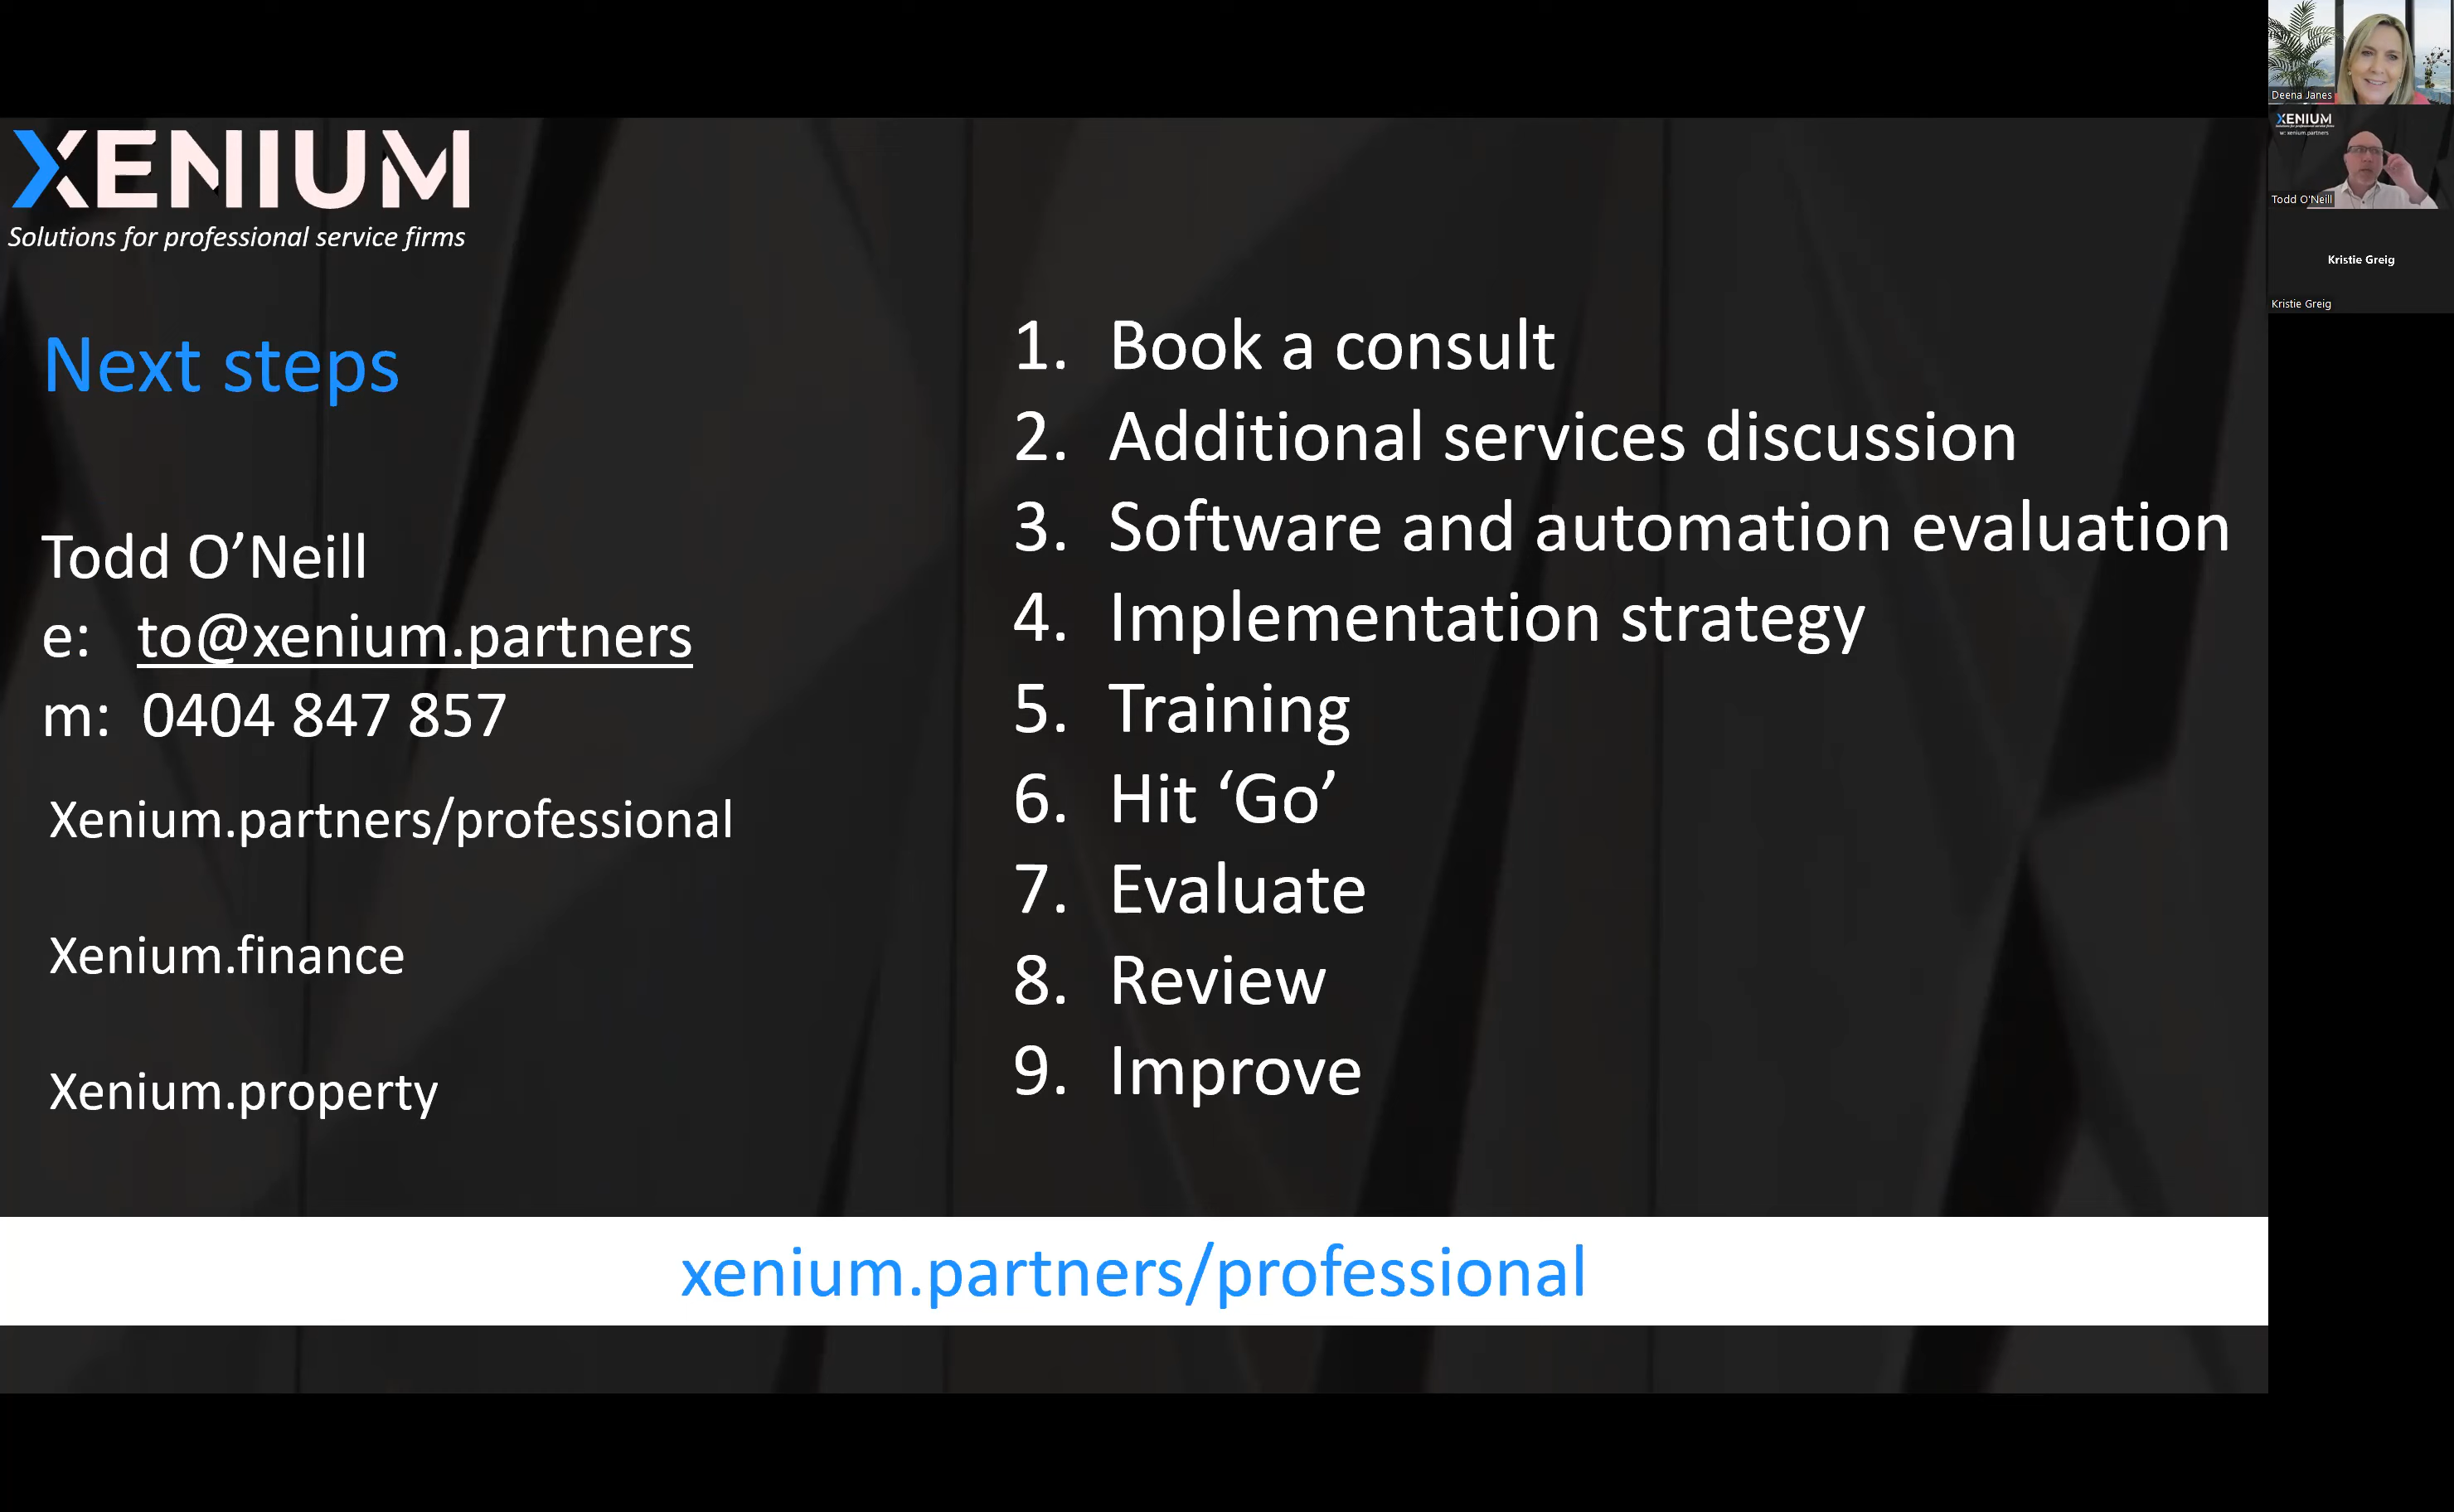 XENIUM
Solutions for professional service firms
Next steps
Todd O’Neill
e: to@xenium.partners
m: 0404 847 857
Xenium.partners/professional
Xenium.finance
Xenium.property
1. Book a consult
2. Additional services discussion
3. Software and automation evaluation
4. Implementation strategy
5. Training
6. Hit ‘Go’
7. Evaluate
8. Review
9. Improve
xenium.partners/professional
Deena Janes
XENIUM
w: xenium.partners
Todd O'Neill
Kristie Greig
Kristie Greig